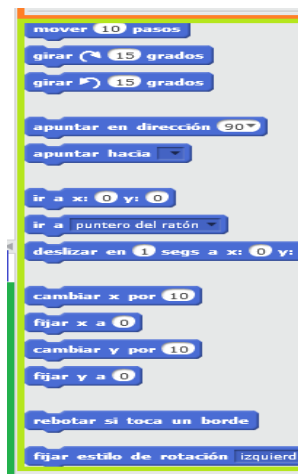 mover 10 pasos
girar 15 grados
girar 15 grados
apuntar en dirección 90
apuntar hacia
ir a x: 0 y: 0
ir a puntero del ratón
deslizar en 1 segs a x: 0 y:
cambiar x por 10
fijar x a 0
cambiar y por 10
fijar y a 0
rebotar si toca un borde
fijar estilo de rotación izquierd